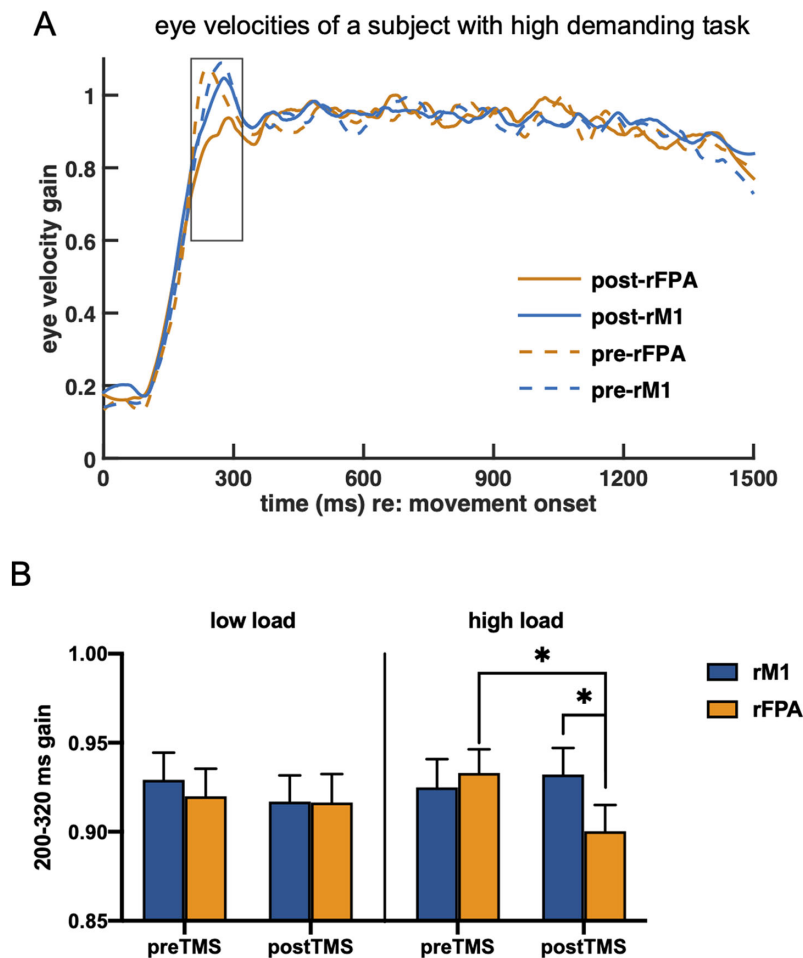 A
eye velocities of a subject with high demanding task
eye velocity gain
1
0.8
0.6
0.4
0.2
0
post-rFPA
post-rM1
pre-rFPA
pre-rM1
0 300 600 900 1200 1500
time (ms) re: movement onset
B
low load high load
200-320 ms gain
1.00
0.95
0.90
0.85
* 
*
rM1
rFPA
preTMS postTMS preTMS postTMS